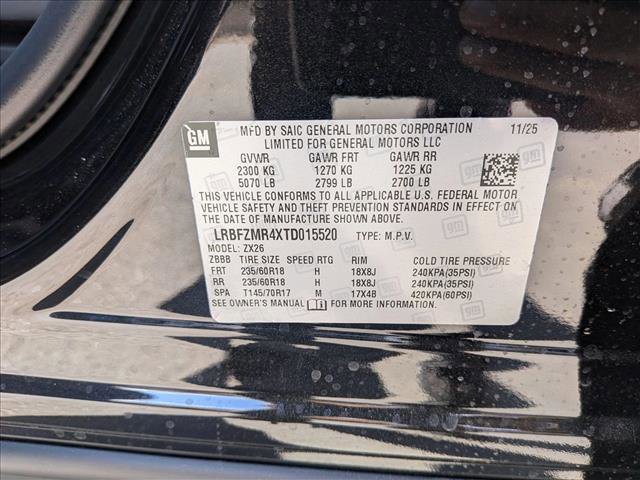 GM
MFD BY SAIC GENERAL MOTORS CORPORATION 11/25
LIMITED FOR GENERAL MOTORS LLC
GVWR GAWR FRT GAWR RR
2300 KG 1270 KG 1225 KG
5070 LB 2799 LB 2700 LB
THIS VEHICLE CONFORMS TO ALL APPLICABLE U.S. FEDERAL MOTOR
VEHICLE SAFETY AND THEFT PREVENTION STANDARDS IN EFFECT ON
THE DATE OF MANUFACTURE SHOWN ABOVE.
LRBFZMR4XTD015520 TYPE: M.P.V.
MODEL: ZX26
ZBBB TIRE SIZE SPEED RTG RIM COLD TIRE PRESSURE
FRT 235/60R18 H 18X8J 240KPA(35PSI)
RR 235/60R18 H 18X8J 240KPA(35PSI)
SPA T145/70R17 M 17X4B 420KPA(60PSI)
SEE OWNER'S MANUAL FOR MORE INFORMATION.